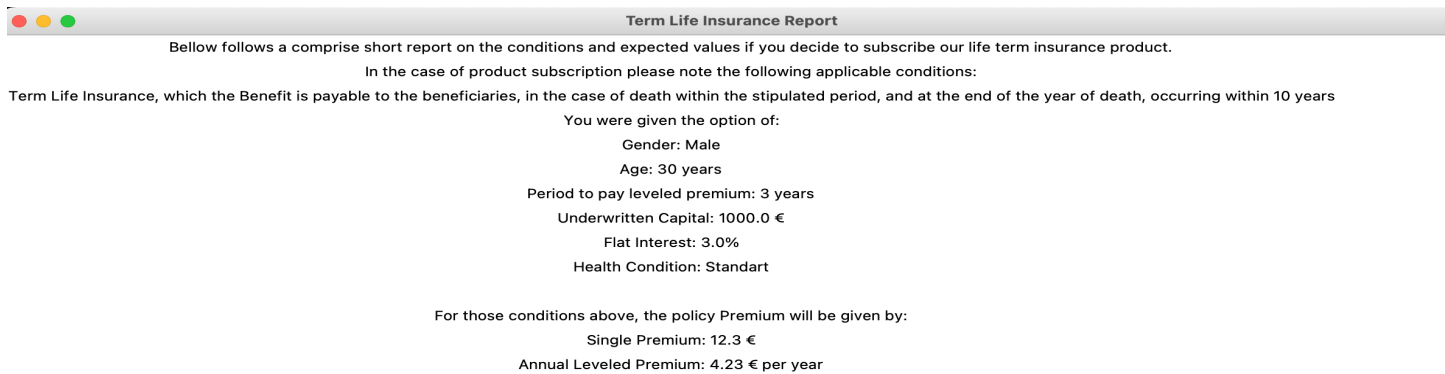 Term Life Insurance Report
Bellow follows a comprise short report on the conditions and expected values if you decide to subscribe our life term insurance product.
In the case of product subscription please note the following applicable conditions:
Term Life Insurance, which the Benefit is payable to the beneficiaries, in the case of death within the stipulated period, and at the end of the year of death, occurring within 10 years
You were given the option of:
Gender: Male
Age: 30 years
Period to pay leveled premium: 3 years
Underwritten Capital: 1000.0 €
Flat Interest: 3.0%
Health Condition: Standart
For those conditions above, the policy Premium will be given by:
Single Premium: 12.3 €
Annual Leveled Premium: 4.23 € per year